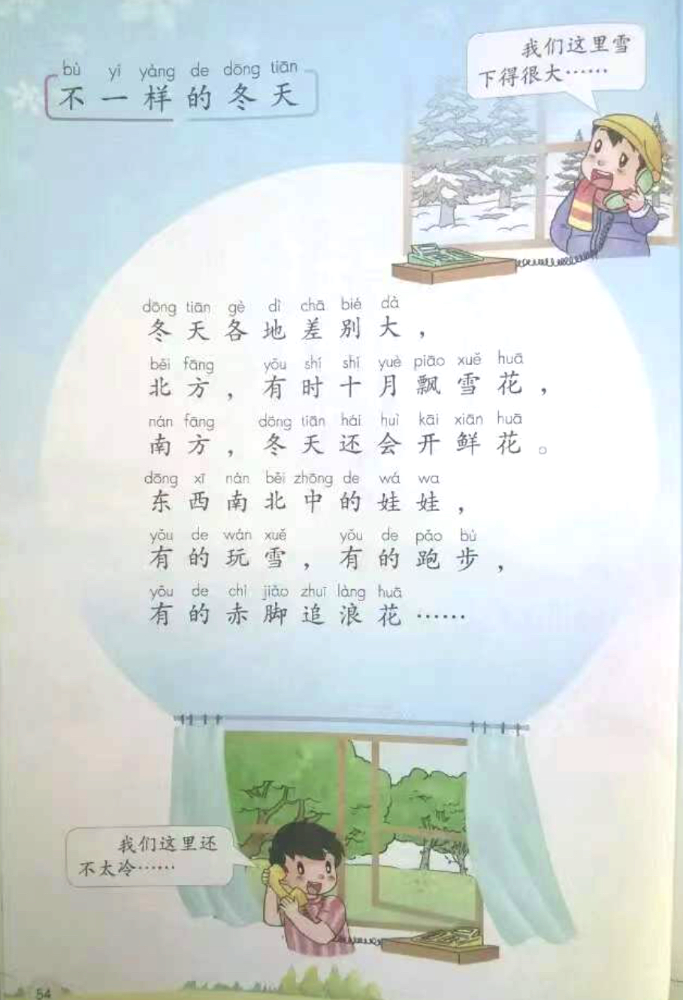 bù yí yàng de dōng tiān
不一样的冬天
我们这里雪
下得很大……
dōng tiān gè dì chā bié dà
冬天各地差别大，
běi fāng yǒu shí shí yuè piāo xuě huā
北方，有时十月飘雪花，
nán fāng dōng tiān hái huì kāi xiān huā
南方，冬天还会开鲜花。
dōng xī nán běi zhōng de wá wa
东西南北中的娃娃，
yǒu de wán xuě yǒu de pǎo bù
有的玩雪，有的跑步，
yǒu de chì jiǎo zhuī làng huā
有的赤脚追浪花……
我们这里还
不太冷……
54